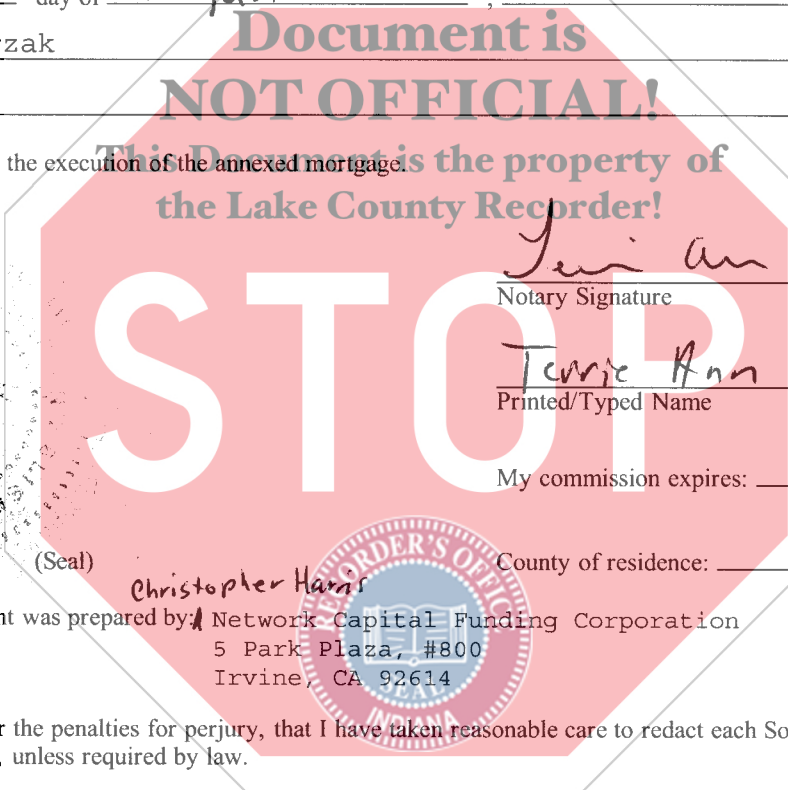 day of ,
zak
Document is
NOT OFFICIAL!
This Document is the property of
the Lake County Recorder!
the execution of the annexed mortgage.
STOP
Notary Signature
Terrie Ann
Printed/Typed Name
My commission expires:
(Seal)
County of residence:
Christopher Harris
nt was prepared by: Network Capital Funding Corporation
5 Park Plaza, #800
Irvine, CA 92614
RECORDER'S OFFICE
SEAL
INDIANA
r the penalties for perjury, that I have taken reasonable care to redact each So
, unless required by law.